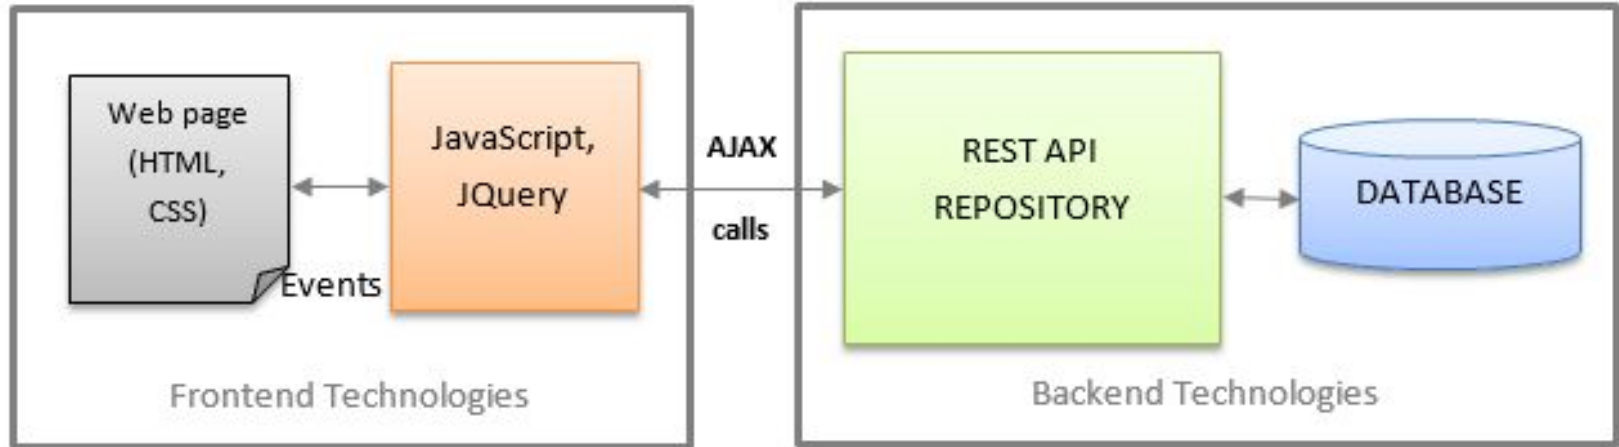 Web page
(HTML,
CSS)
Events
JavaScript,
JQuery
Frontend Technologies
AJAX
calls
REST API
REPOSITORY
DATABASE
Backend Technologies